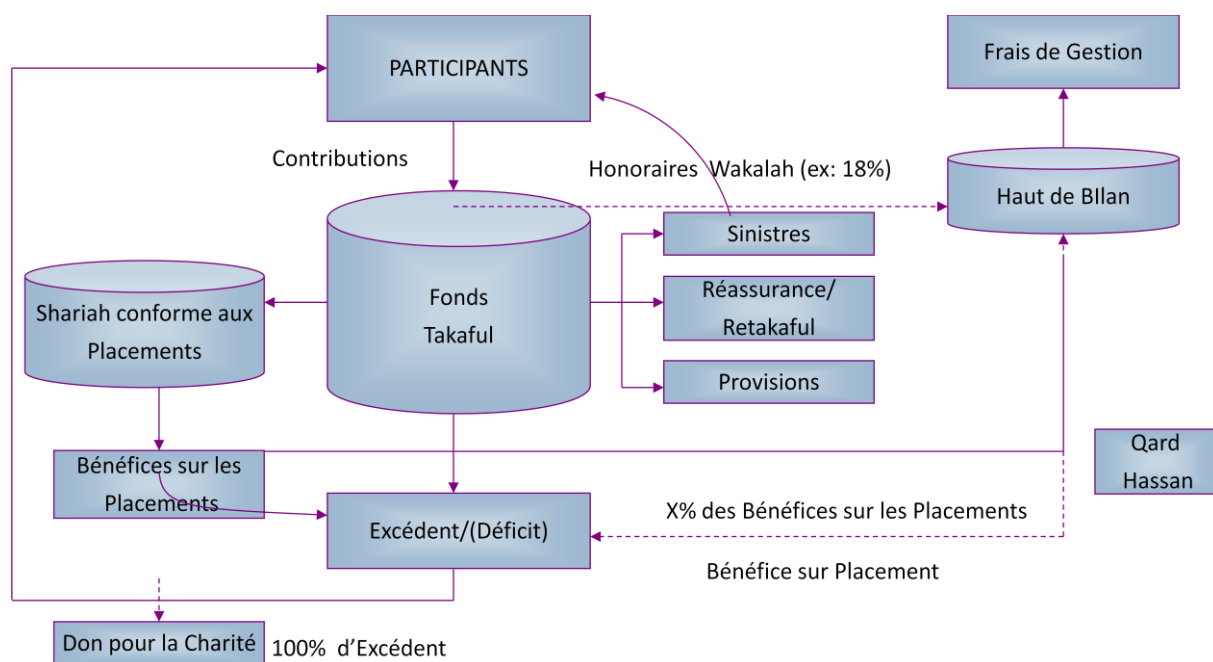 PARTICIPANTS
Frais de Gestion
Contributions
Honoraires Wakalah (ex: 18%)
Haut de BIlan
Sinistres
Fonds
Takaful
Réassurance/
Retakaful
Shariah conforme aux
Placements
Provisions
Bénéfices sur les
Placements
Qard
Hassan
Excédent/(Déficit)
X% des Bénéfices sur les Placements
Bénéfice sur Placement
Don pour la Charité
100% d'Excédent